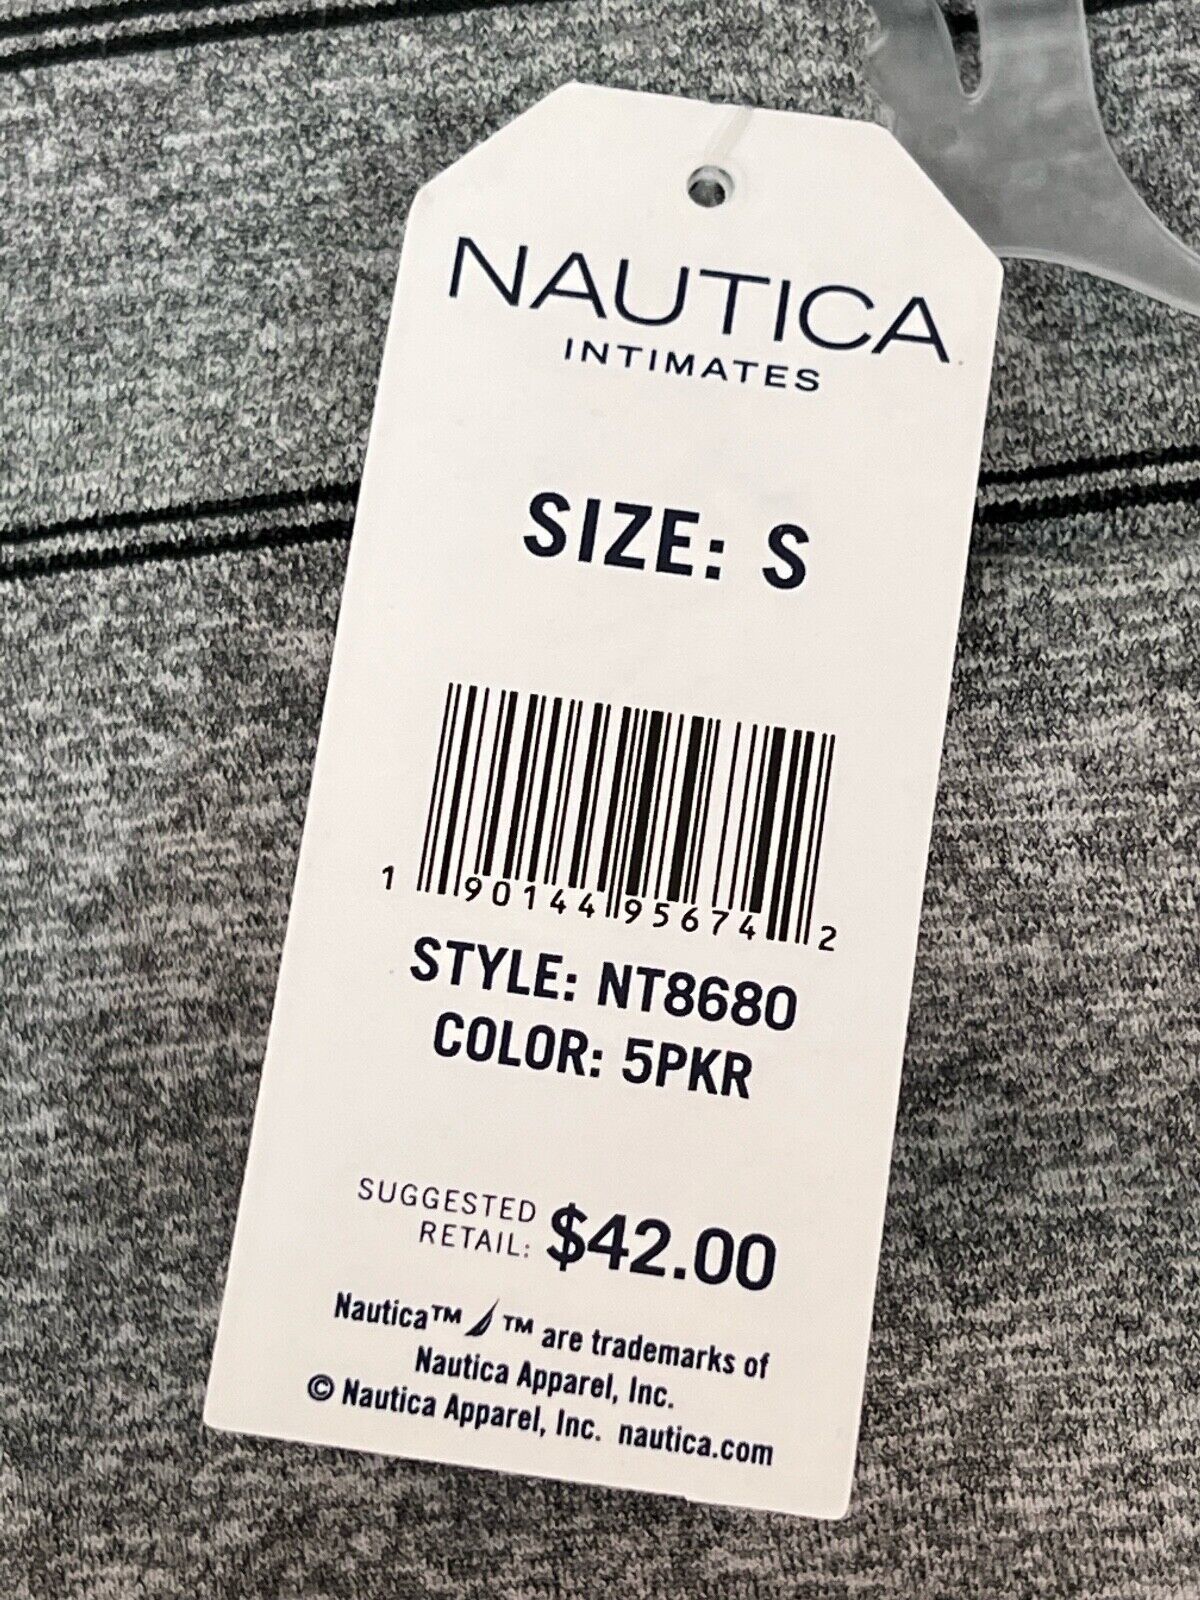 NAUTICA
INTIMATES
SIZE: S
1 90144 95674 2
STYLE: NT8680
COLOR: 5PKR
SUGGESTED
RETAIL: $42.00
Nautica™ ™ are trademarks of
Nautica Apparel, Inc.
© Nautica Apparel, Inc. nautica.com